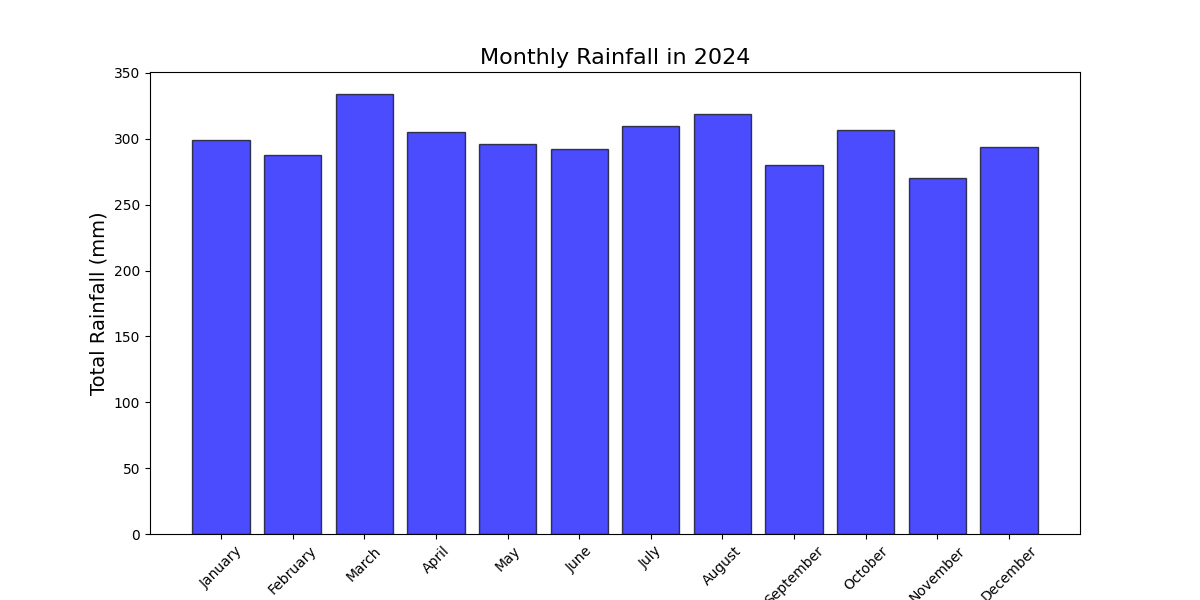 Monthly Rainfall in 2024
Total Rainfall (mm)
350
300
250
200
150
100
50
0
January
February
March
April
May
June
July
August
September
October
November
December